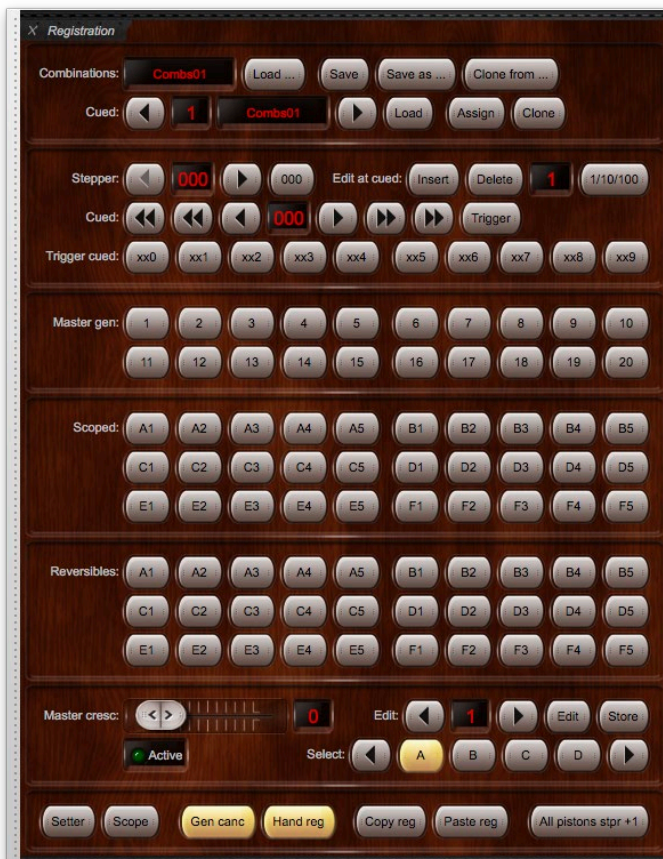 X Registration
Combinations: Combs01 Load ... Save Save as ... Clone from ...
Cued: 1 Combs01 Load Assign Clone
Stepper: 000 000 Edit at cued: Insert Delete 1 1/10/100
Cued: 000 Trigger
Trigger cued: xx0 xx1 xx2 xx3 xx4 xx5 xx6 xx7 xx8 xx9
Master gen: 1 2 3 4 5 6 7 8 9 10
11 12 13 14 15 16 17 18 19 20
Scoped: A1 A2 A3 A4 A5 B1 B2 B3 B4 B5
C1 C2 C3 C4 C5 D1 D2 D3 D4 D5
E1 E2 E3 E4 E5 F1 F2 F3 F4 F5
Reversibles: A1 A2 A3 A4 A5 B1 B2 B3 B4 B5
C1 C2 C3 C4 C5 D1 D2 D3 D4 D5
E1 E2 E3 E4 E5 F1 F2 F3 F4 F5
Master cresc: 0 Edit: 1 Edit Store
Active Select: A B C D
Setter Scope Gen canc Hand reg Copy reg Paste reg All pistons stpr +1